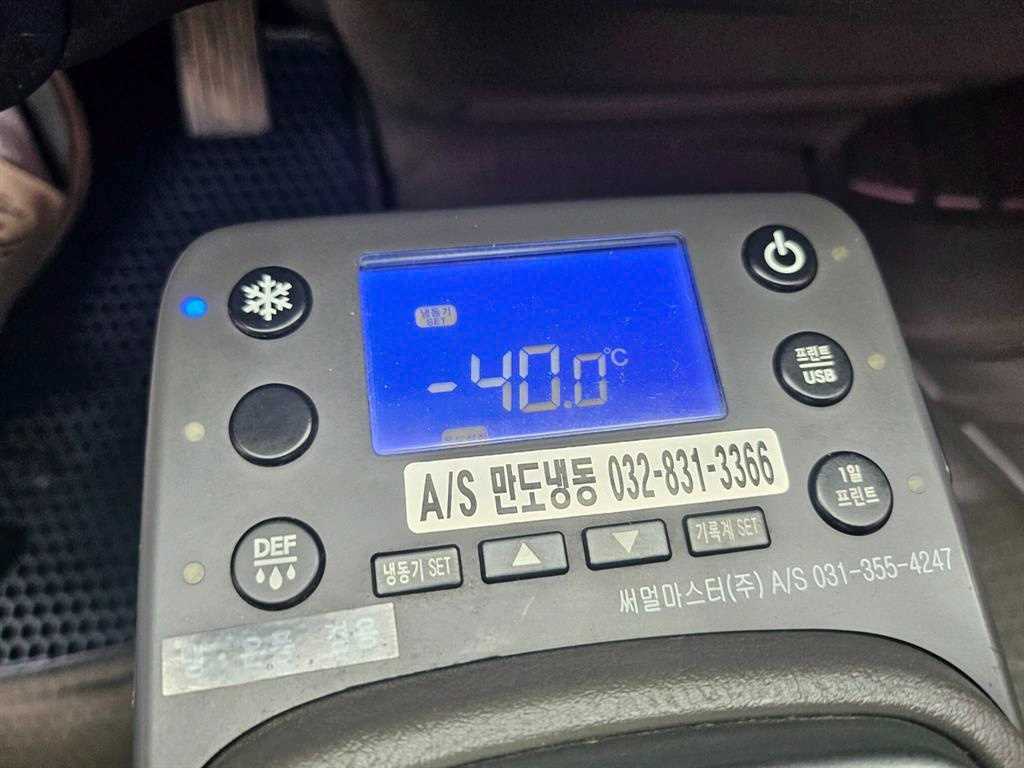 냉동기
SET
-40.0°C
프린트
USB
A/S 만도냉동 032-831-3366
1일
프린트
DEF
냉동기 SET
기록계 SET
써멀마스터(주) A/S 031-355-4247